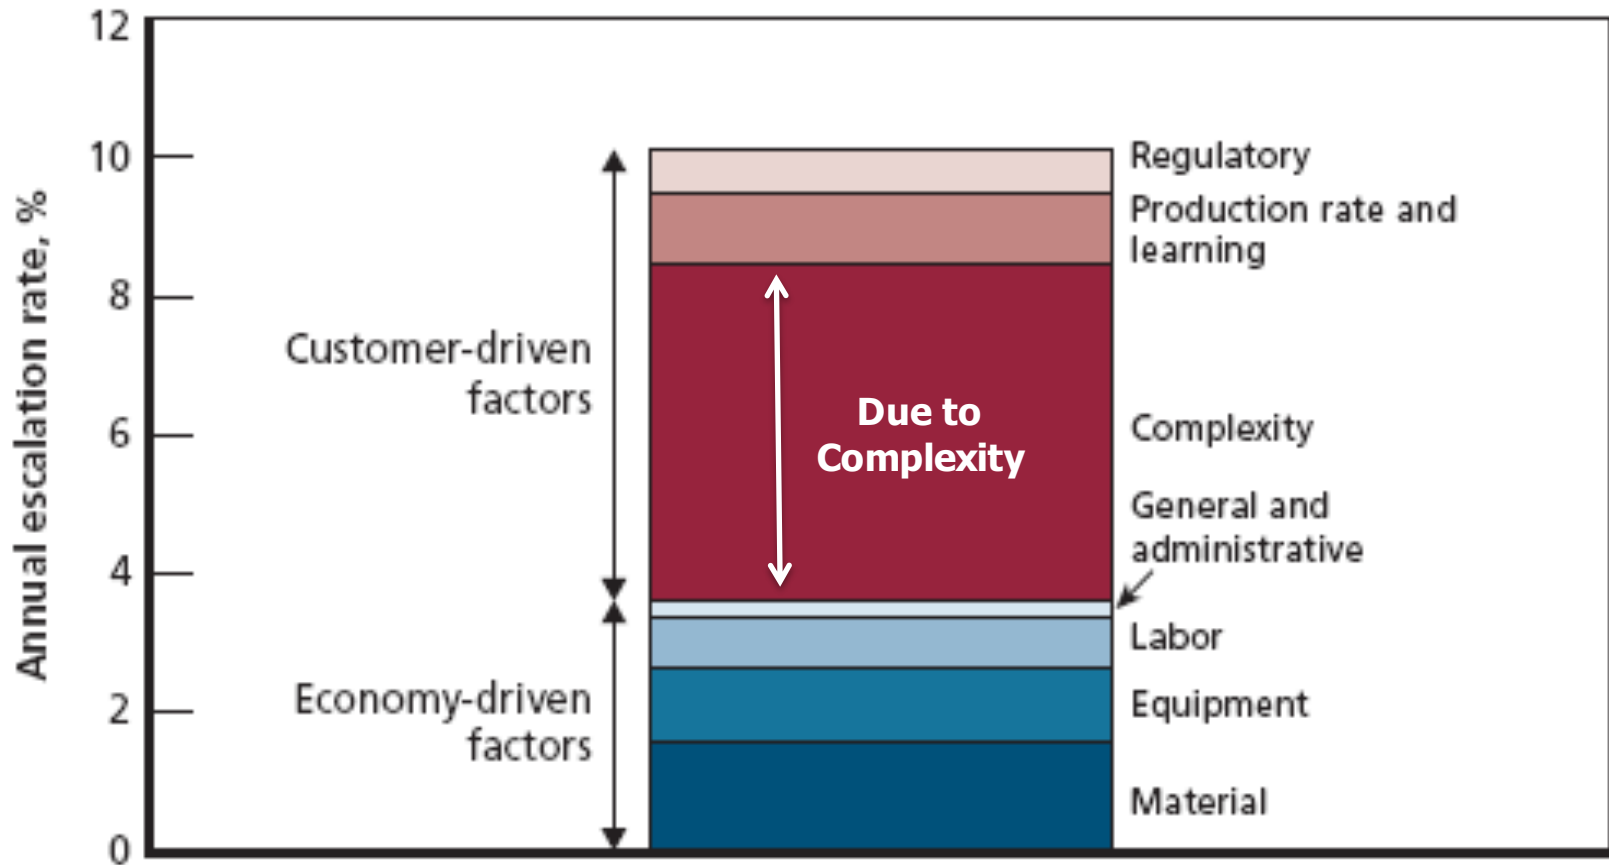 Annual escalation rate, %
12
10
8
6
4
2
0
Customer-driven
factors
Economy-driven
factors
Due to
Complexity
Regulatory
Production rate and
learning
Complexity
General and
administrative
Labor
Equipment
Material